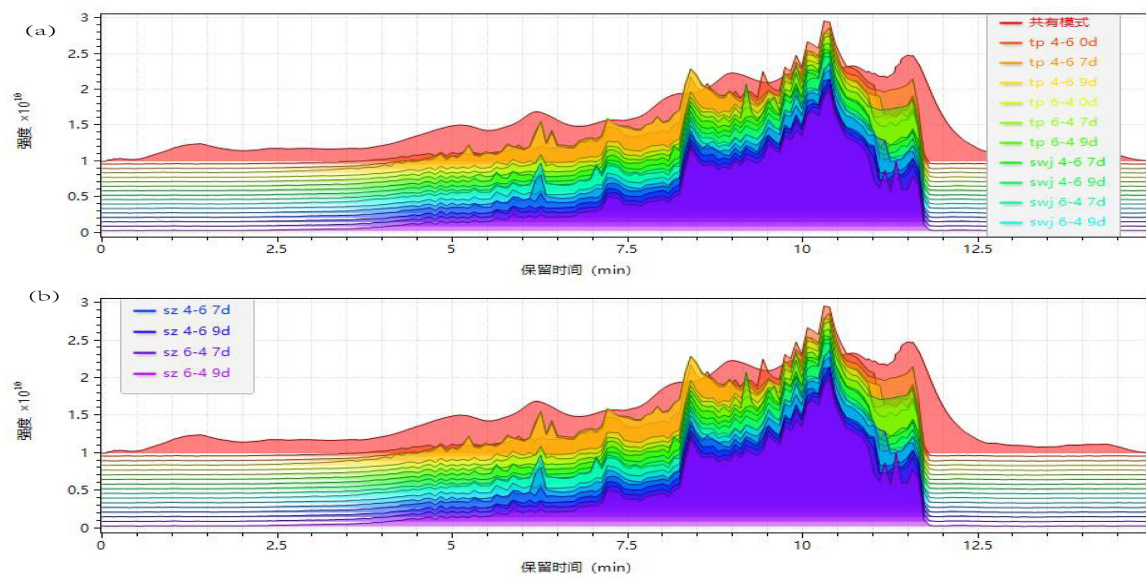 (a)
3
2.5
2
1.5
1
0.5
0
强度 x10¹⁰
0
2.5
5
7.5
10
12.5
保留时间 (min)
共有模式
tp 4-6 0d
tp 4-6 7d
tp 4-6 9d
tp 6-4 0d
tp 6-4 7d
tp 6-4 9d
swj 4-6 7d
swj 4-6 9d
swj 6-4 7d
swj 6-4 9d
(b)
3
2.5
2
1.5
1
0.5
0
强度 x10¹⁰
0
2.5
5
7.5
10
12.5
保留时间 (min)
sz 4-6 7d
sz 4-6 9d
sz 6-4 7d
sz 6-4 9d